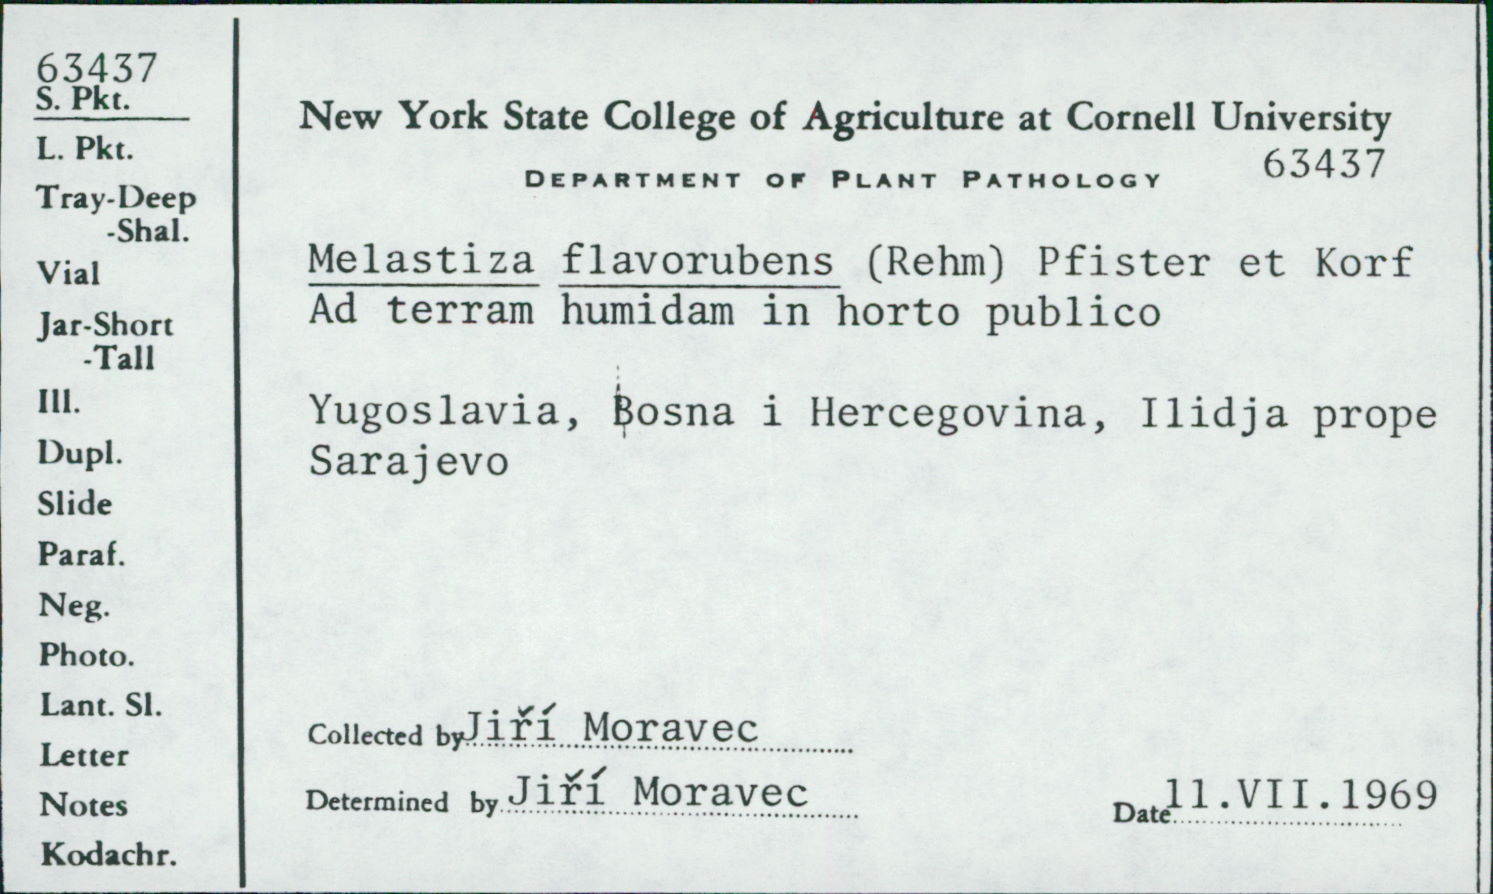 63437
S. Pkt.
L. Pkt.
Tray-Deep
-Shal.
Vial
Jar-Short
-Tall
Ill.
Dupl.
Slide
Paraf.
Neg.
Photo.
Lant. Sl.
Letter
Notes
Kodachr.
New York State College of Agriculture at Cornell University
63437
DEPARTMENT OF PLANT PATHOLOGY
Melastiza flavorubens (Rehm) Pfister et Korf
Ad terram humidam in horto publico
Yugoslavia, Bosna i Hercegovina, Ilidja prope
Sarajevo
Collected by Jiří Moravec
Determined by Jiří Moravec
Date 11.VII.1969